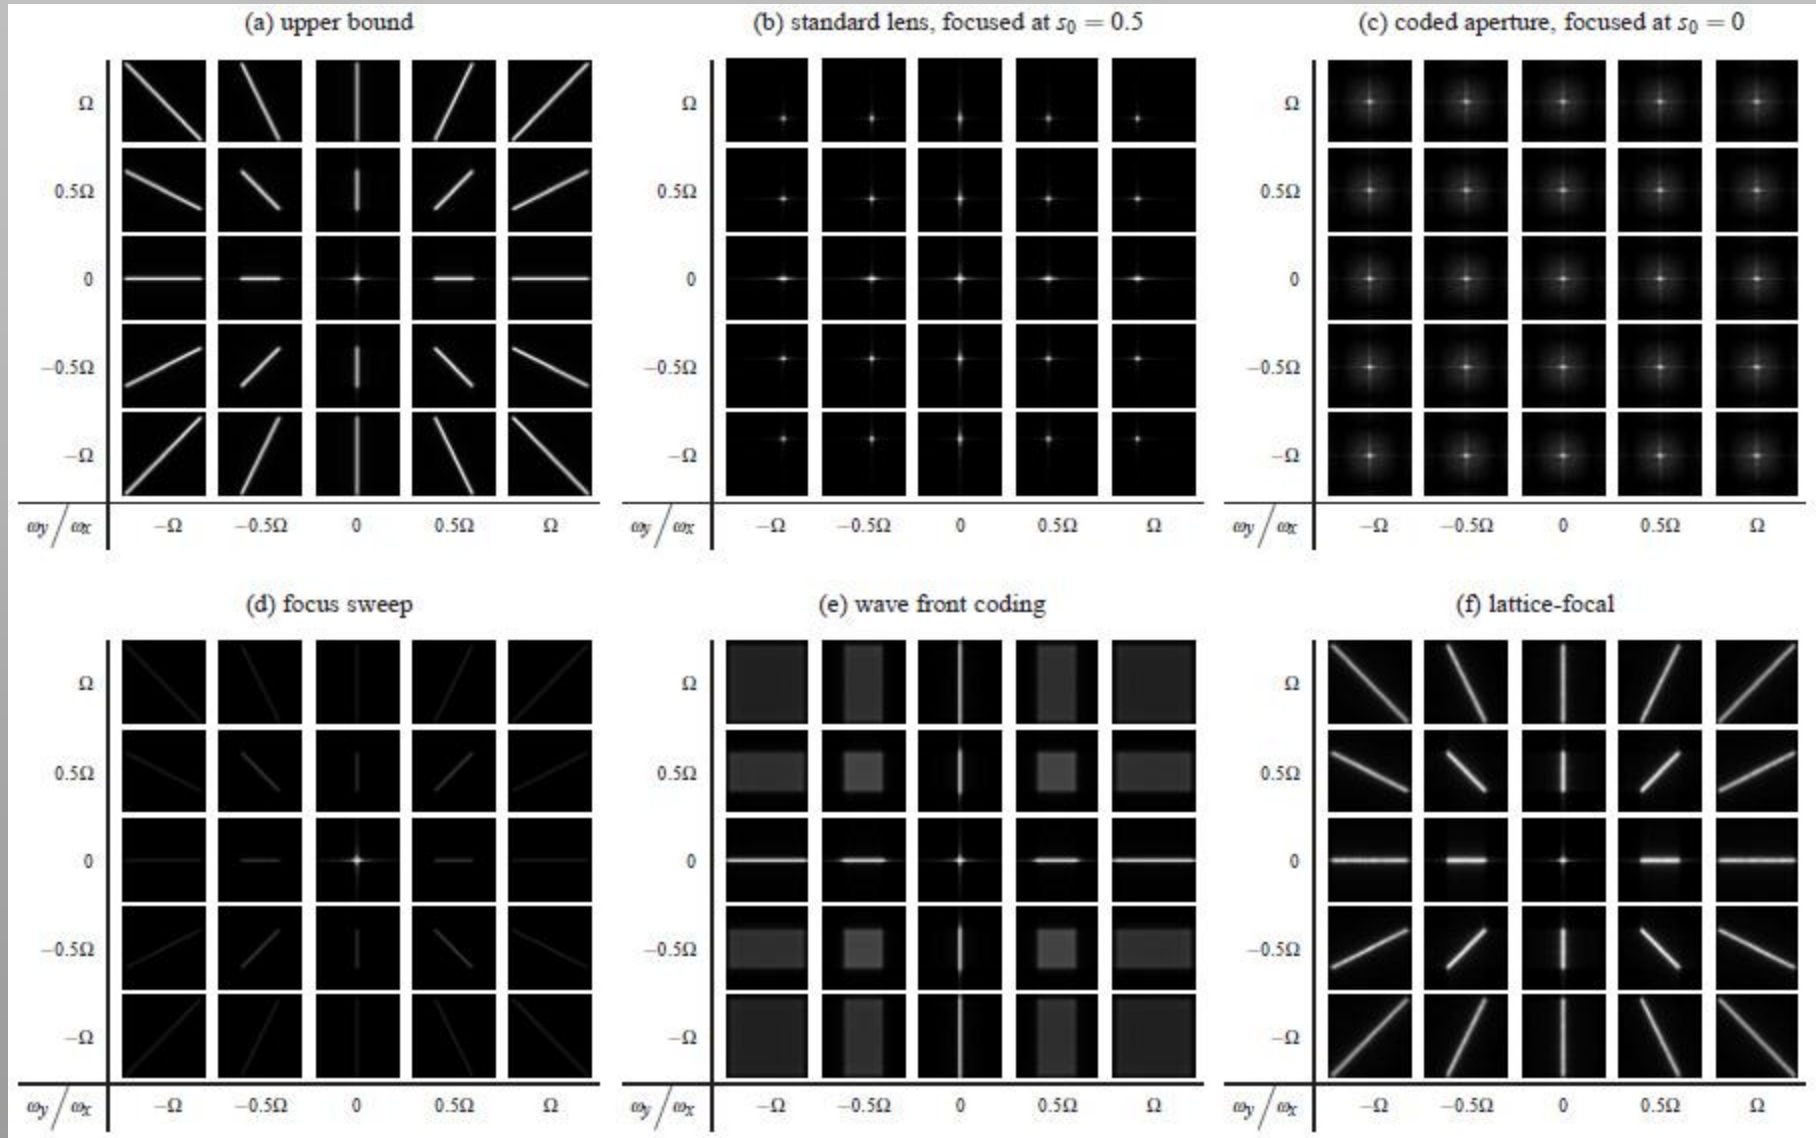 (a) upper bound
Ω
0.5Ω
0
−0.5Ω
−Ω
ωy/ωx −Ω −0.5Ω 0 0.5Ω Ω
(b) standard lens, focused at s₀ = 0.5
Ω
0.5Ω
0
−0.5Ω
−Ω
ωy/ωx −Ω −0.5Ω 0 0.5Ω Ω
(c) coded aperture, focused at s₀ = 0
Ω
0.5Ω
0
−0.5Ω
−Ω
ωy/ωx −Ω −0.5Ω 0 0.5Ω Ω
(d) focus sweep
Ω
0.5Ω
0
−0.5Ω
−Ω
ωy/ωx −Ω −0.5Ω 0 0.5Ω Ω
(e) wave front coding
Ω
0.5Ω
0
−0.5Ω
−Ω
ωy/ωx −Ω −0.5Ω 0 0.5Ω Ω
(f) lattice-focal
Ω
0.5Ω
0
−0.5Ω
−Ω
ωy/ωx −Ω −0.5Ω 0 0.5Ω Ω